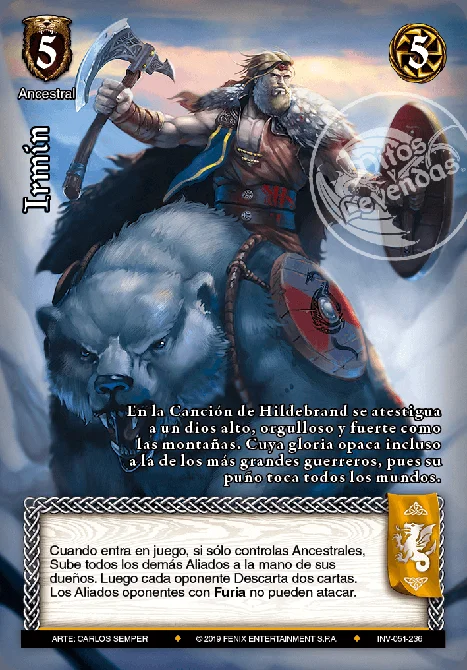 5
5
Ancestral
Irmín
Mitos y
Leyendas
En la Canción de Hildebrand se atestigua
a un dios alto, orgulloso y fuerte como
las montañas. Cuya gloria opaca incluso
a la de los más grandes guerreros, pues su
puño toca todos los mundos.
Cuando entra en juego, si sólo controlas Ancestrales,
Sube todos los demás Aliados a la mano de sus
dueños. Luego cada oponente Descarta dos cartas.
Los Aliados oponentes con Furia no pueden atacar.
ARTE: CARLOS SEMPER ♦ © 2019 FENIX ENTERTAINMENT S.P.A. ♦ INV-051-236